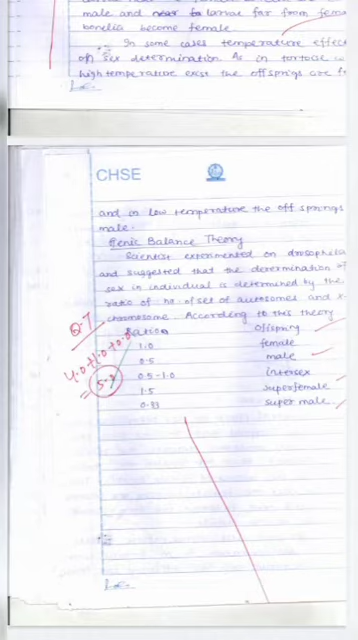 male and near to larvae far from fema
bonelia become female.
In some cases temperature effect
of sex determination. As in tortoise
high temperature exist the offsprings are f
CHSE
and in low temperature the off springs
male.
Genic Balance Theory
Scientist experimented on drosophila
and suggested that the determination of
sex in individual is determined by the
ratio of no. of set of autosomes and x-
chromosome. According to this theory
Q.7
Ratio Offspring
1.0 female
0.5 male
0.5-1.0 intersex
1.5 superfemale
0.33 super male